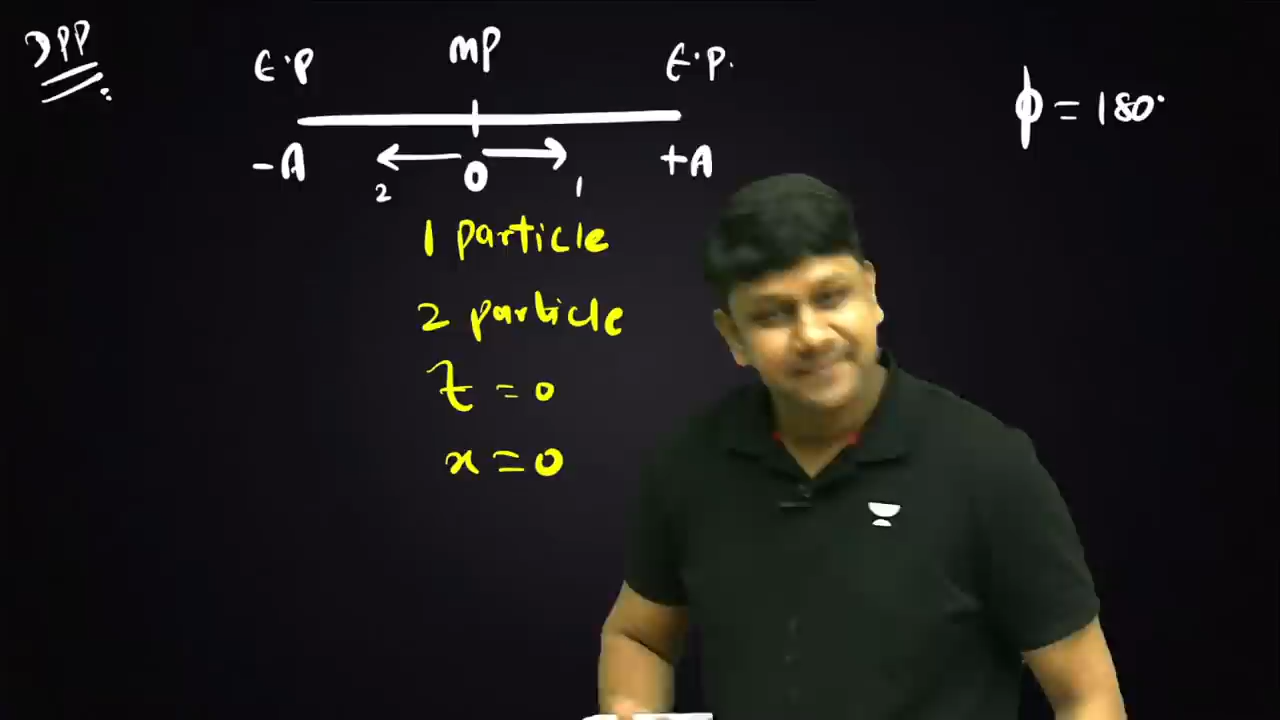 DPP
E.P MP E.P.
-A 0 +A
2 1
1 particle
2 particle
t = 0
x = 0
ϕ = 180°